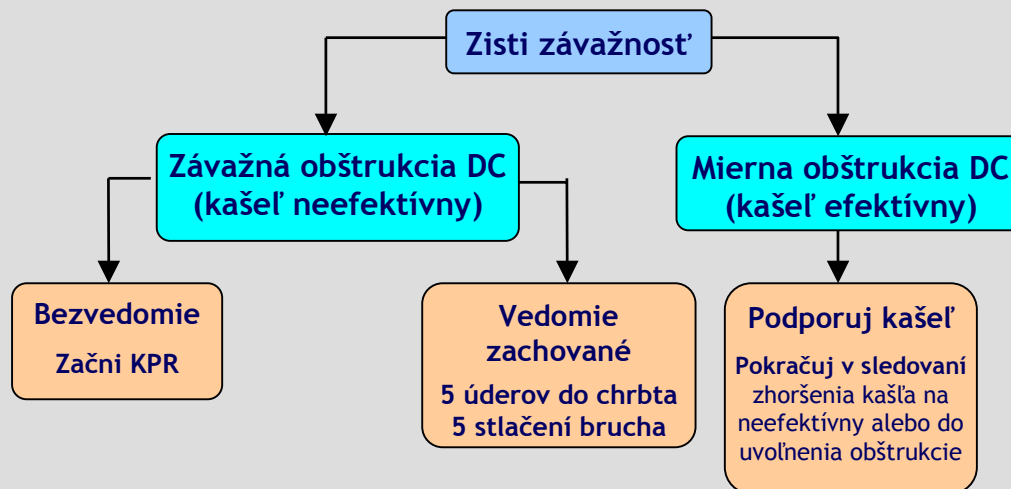 Zisti závažnosť
Závažná obštrukcia DC
(kašeľ neefektívny)
Mierna obštrukcia DC
(kašeľ efektívny)
Bezvedomie
Začni KPR
Vedomie
zachované
5 úderov do chrbta
5 stlačení brucha
Podporuj kašeľ
Pokračuj v sledovaní
zhoršenia kašľa na
neefektívny alebo do
uvoľnenia obštrukcie